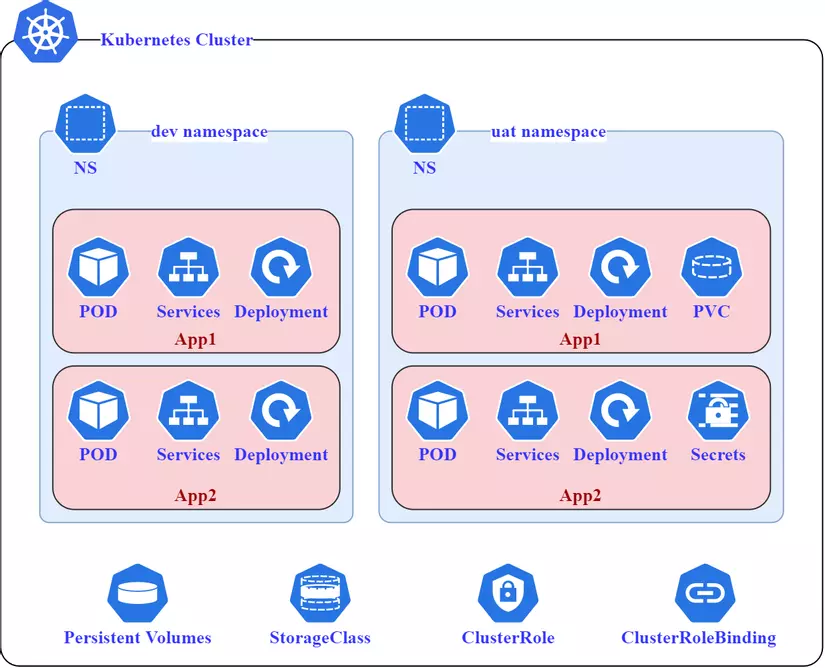 Kubernetes Cluster
dev namespace
NS
POD
Services
Deployment
App1
POD
Services
Deployment
App2
uat namespace
NS
POD
Services
Deployment
PVC
App1
POD
Services
Deployment
Secrets
App2
Persistent Volumes
StorageClass
ClusterRole
ClusterRoleBinding